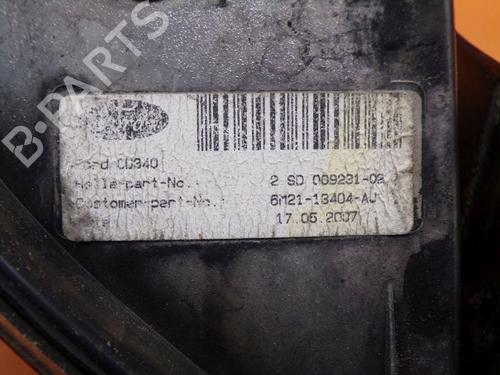 B-PARTS
Ford CD340
Hella-part-No.: 2 SD 009231-02
Customer-part-No.: 6M21-13404-AJ
Date: 17.05.2007